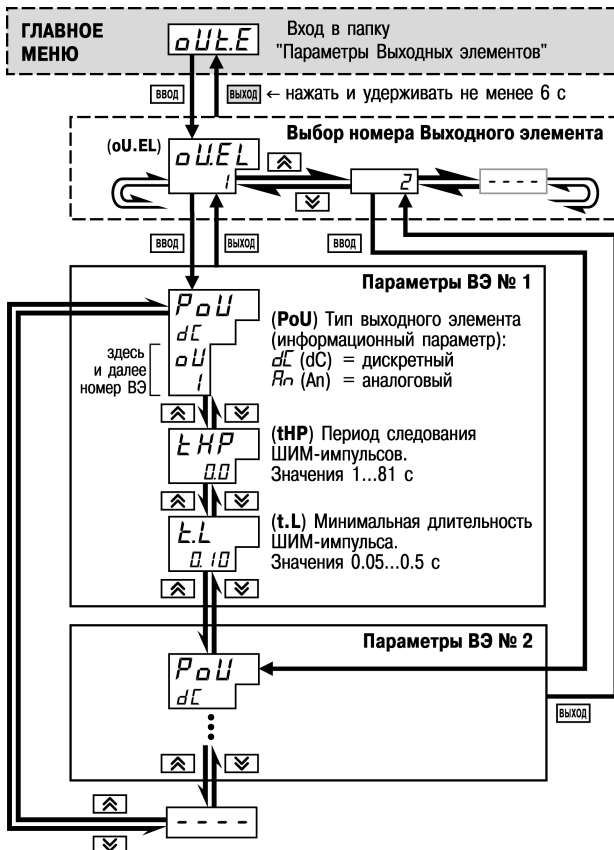 ГЛАВНОЕ
МЕНЮ
oUt.E
Вход в папку
"Параметры Выходных элементов"
ВВОД
ВЫХОД
← нажать и удерживать не менее 6 с
Выбор номера Выходного элемента
(oU.EL)
oU.EL
1
2
- - - -
ВВОД
ВЫХОД
ВВОД
Параметры ВЭ № 1
PoU
dC
oU
1
здесь
и далее
номер ВЭ
(PoU) Тип выходного элемента
(информационный параметр):
dC (dC) = дискретный
An (An) = аналоговый
tHP
0.0
(tHP) Период следования
ШИМ-импульсов.
Значения 1...81 с
t.L
0.10
(t.L) Минимальная длительность
ШИМ-импульса.
Значения 0.05...0.5 с
Параметры ВЭ № 2
PoU
dC
ВЫХОД
- - - -